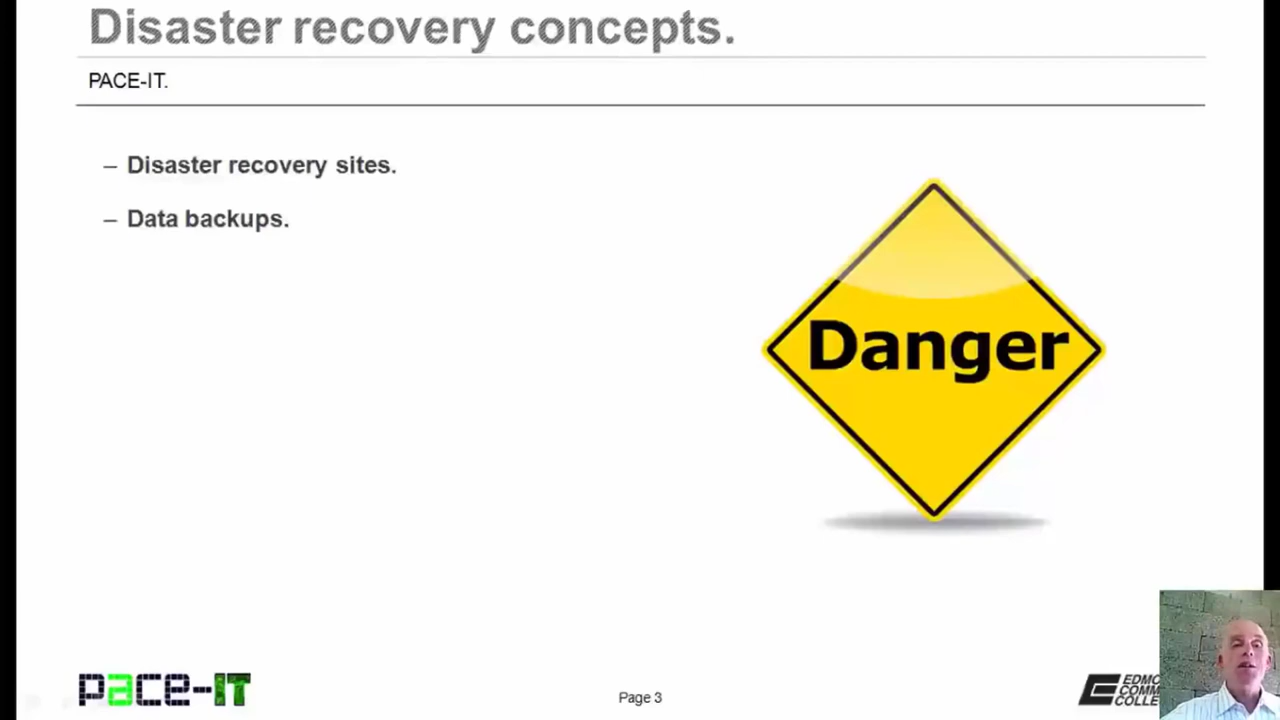 Disaster recovery concepts.
PACE-IT.
– Disaster recovery sites.
– Data backups.
Danger
pace-IT
Page 3